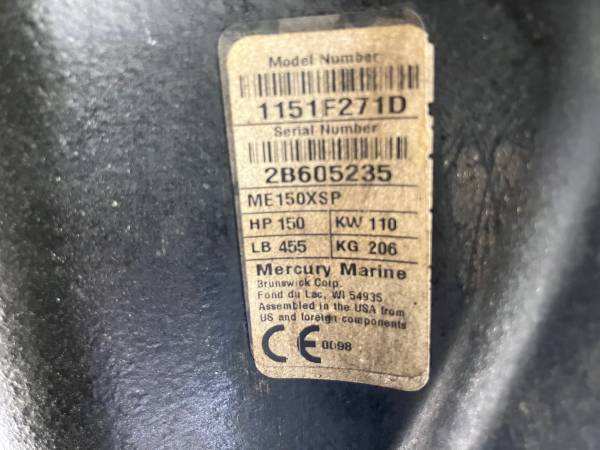 Model Number
1151F271D
Serial Number
2B605235
ME150XSP
HP 150 KW 110
LB 455 KG 206
Mercury Marine
Brunswick Corp.
Fond du Lac, WI 54935
Assembled in the USA from
US and foreign components
CE 0098